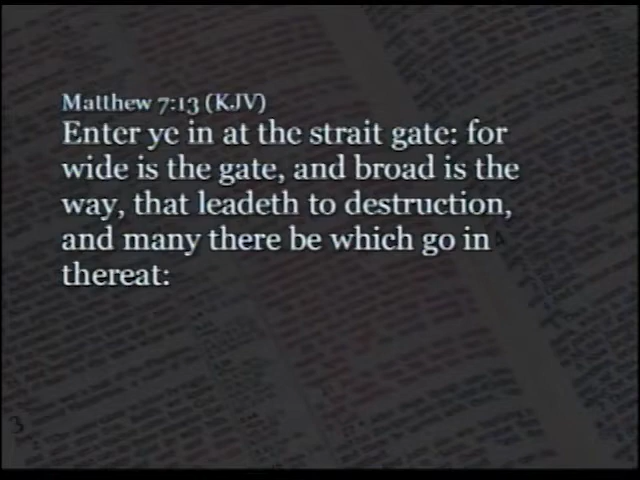 Matthew 7:13 (KJV)
Enter ye in at the strait gate: for
wide is the gate, and broad is the
way, that leadeth to destruction,
and many there be which go in
thereat:
3